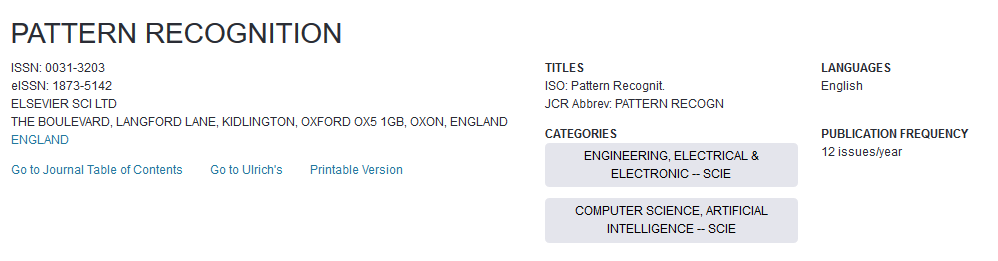 PATTERN RECOGNITION
ISSN: 0031-3203
eISSN: 1873-5142
ELSEVIER SCI LTD
THE BOULEVARD, LANGFORD LANE, KIDLINGTON, OXFORD OX5 1GB, OXON, ENGLAND
ENGLAND
Go to Journal Table of Contents Go to Ulrich's Printable Version
TITLES
ISO: Pattern Recognit.
JCR Abbrev: PATTERN RECOGN
CATEGORIES
ENGINEERING, ELECTRICAL &
ELECTRONIC -- SCIE
COMPUTER SCIENCE, ARTIFICIAL
INTELLIGENCE -- SCIE
LANGUAGES
English
PUBLICATION FREQUENCY
12 issues/year